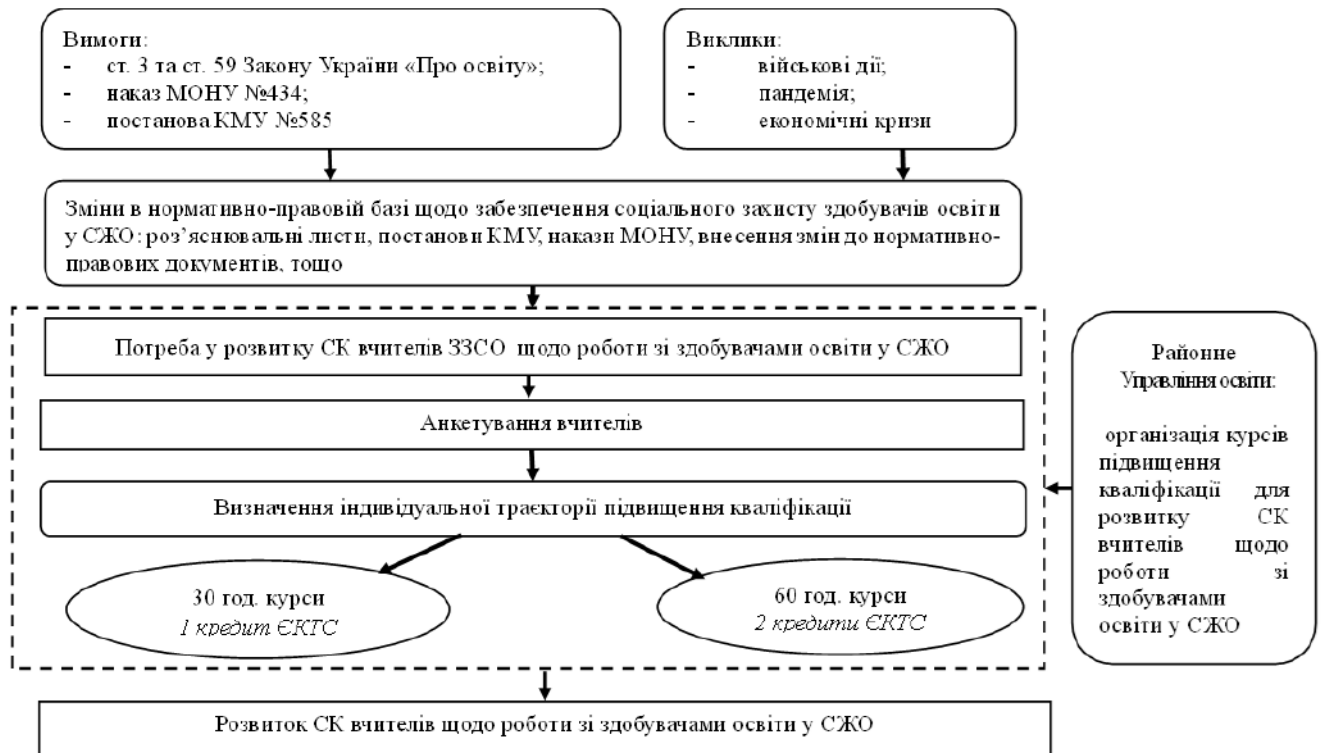 Вимоги:
- ст. 3 та ст. 59 Закону України «Про освіту»;
- наказ МОНУ №434;
- постанова КМУ №585
Виклики:
- військові дії;
- пандемія;
- економічні кризи
Зміни в нормативно-правовій базі щодо забезпечення соціального захисту здобувачів освіти
у СЖО: роз’яснювальні листи, постанови КМУ, накази МОНУ, внесення змін до нормативно-
правових документів, тощо
Потреба у розвитку СК вчителів ЗЗСО щодо роботи зі здобувачами освіти у СЖО
Анкетування вчителів
Визначення індивідуальної траєкторії підвищення кваліфікації
30 год. курси
1 кредит ЄКТС
60 год. курси
2 кредити ЄКТС
Районне
Управління освіти:
організація курсів
підвищення
кваліфікації для
розвитку СК
вчителів щодо
роботи зі
здобувачами
освіти у СЖО
Розвиток СК вчителів щодо роботи зі здобувачами освіти у СЖО